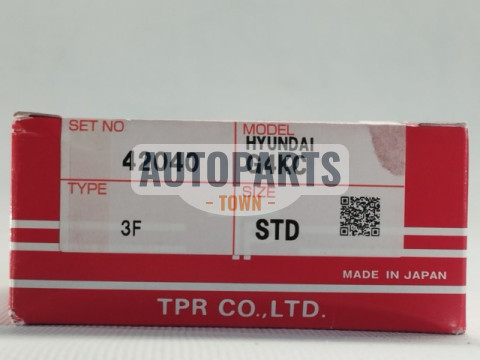 SET NO
MODEL
HYUNDAI
42040
G4KC
AUTOPARTS
TOWN
TYPE
SIZE
3F
STD
MADE IN JAPAN
TPR CO.,LTD.